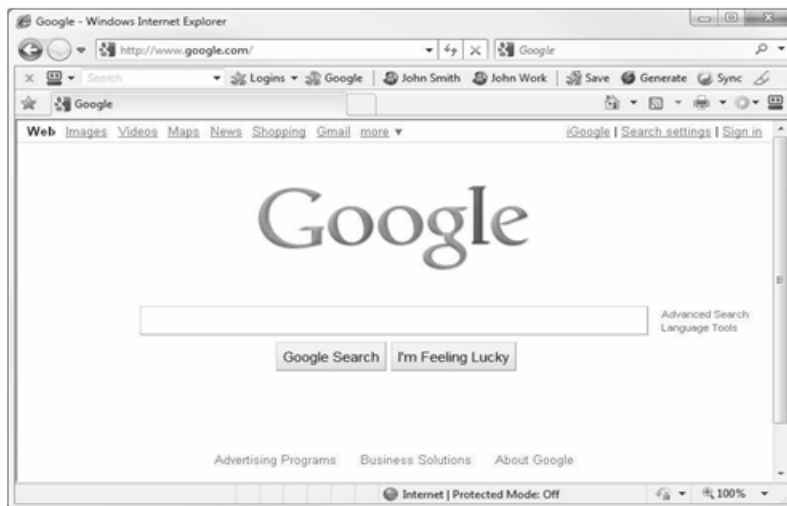 Google - Windows Internet Explorer
http://www.google.com/ Google
Search Logins Google John Smith John Work Save Generate Sync
Google
Web Images Videos Maps News Shopping Gmail more ▼ iGoogle | Search settings | Sign in
Google
Advanced Search
Language Tools
Google Search I'm Feeling Lucky
Advertising Programs Business Solutions About Google
Internet | Protected Mode: Off 100%